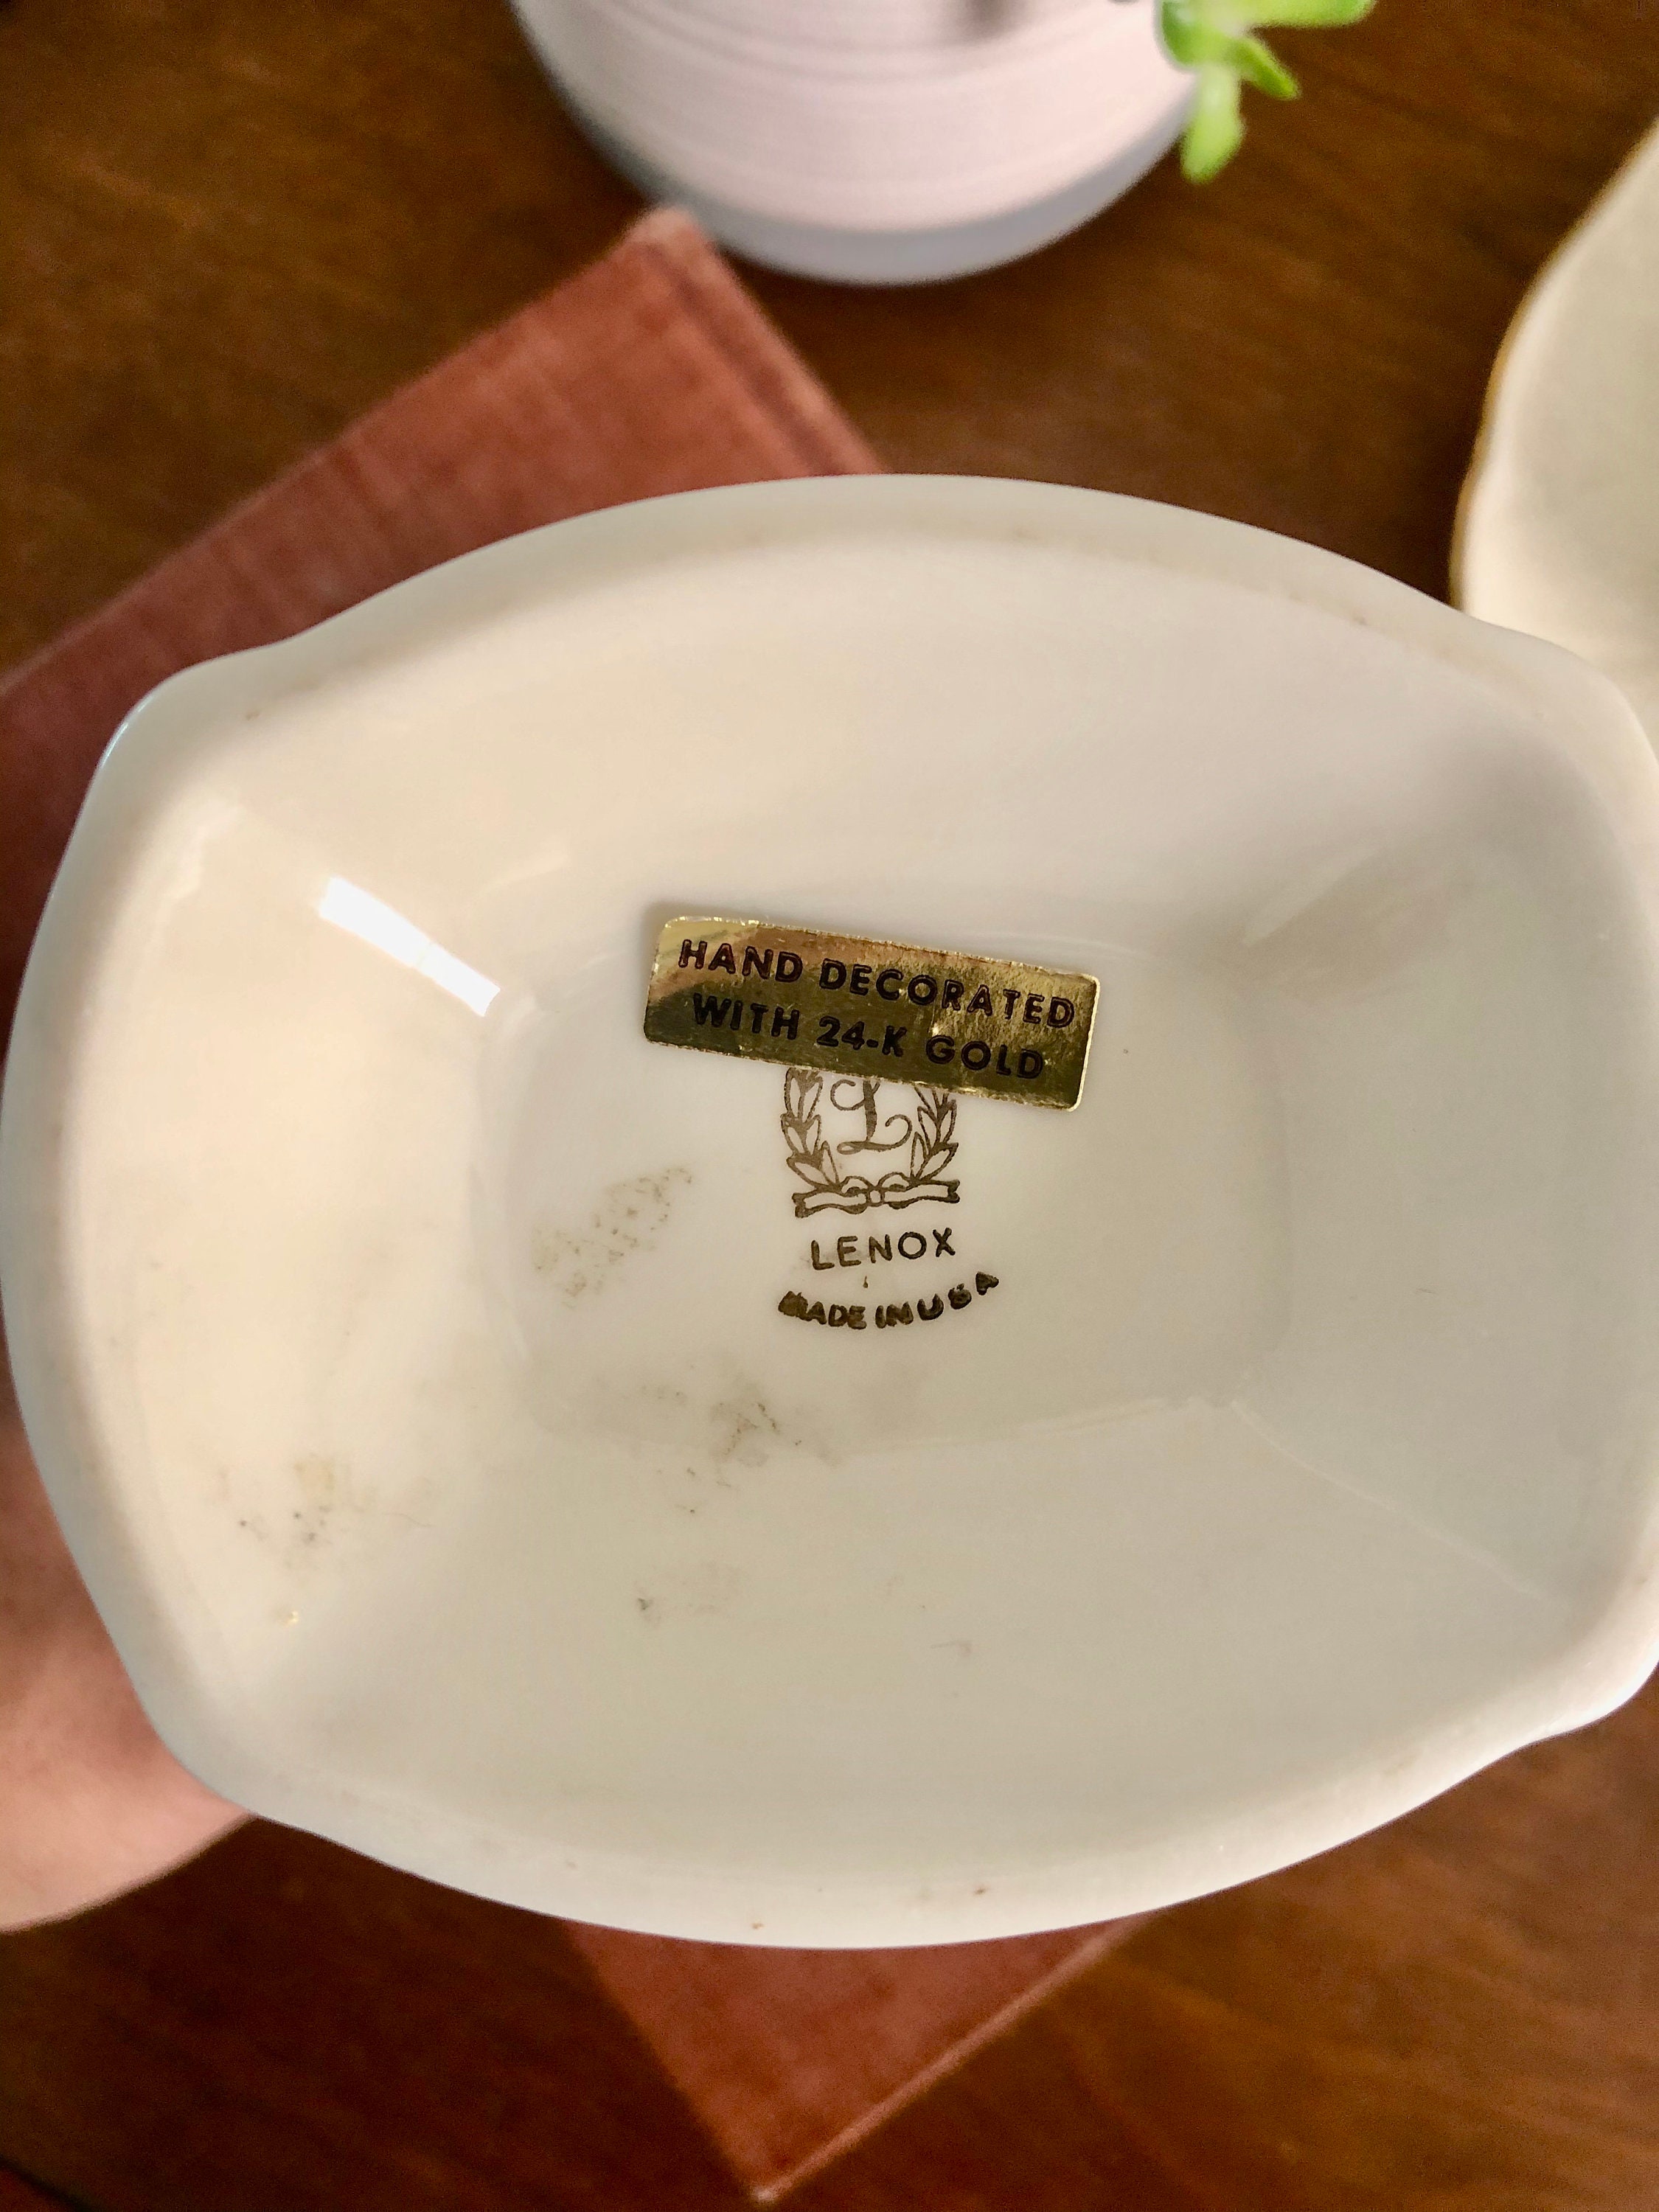 HAND DECORATED
WITH 24-K GOLD
L
LENOX
MADE IN USA